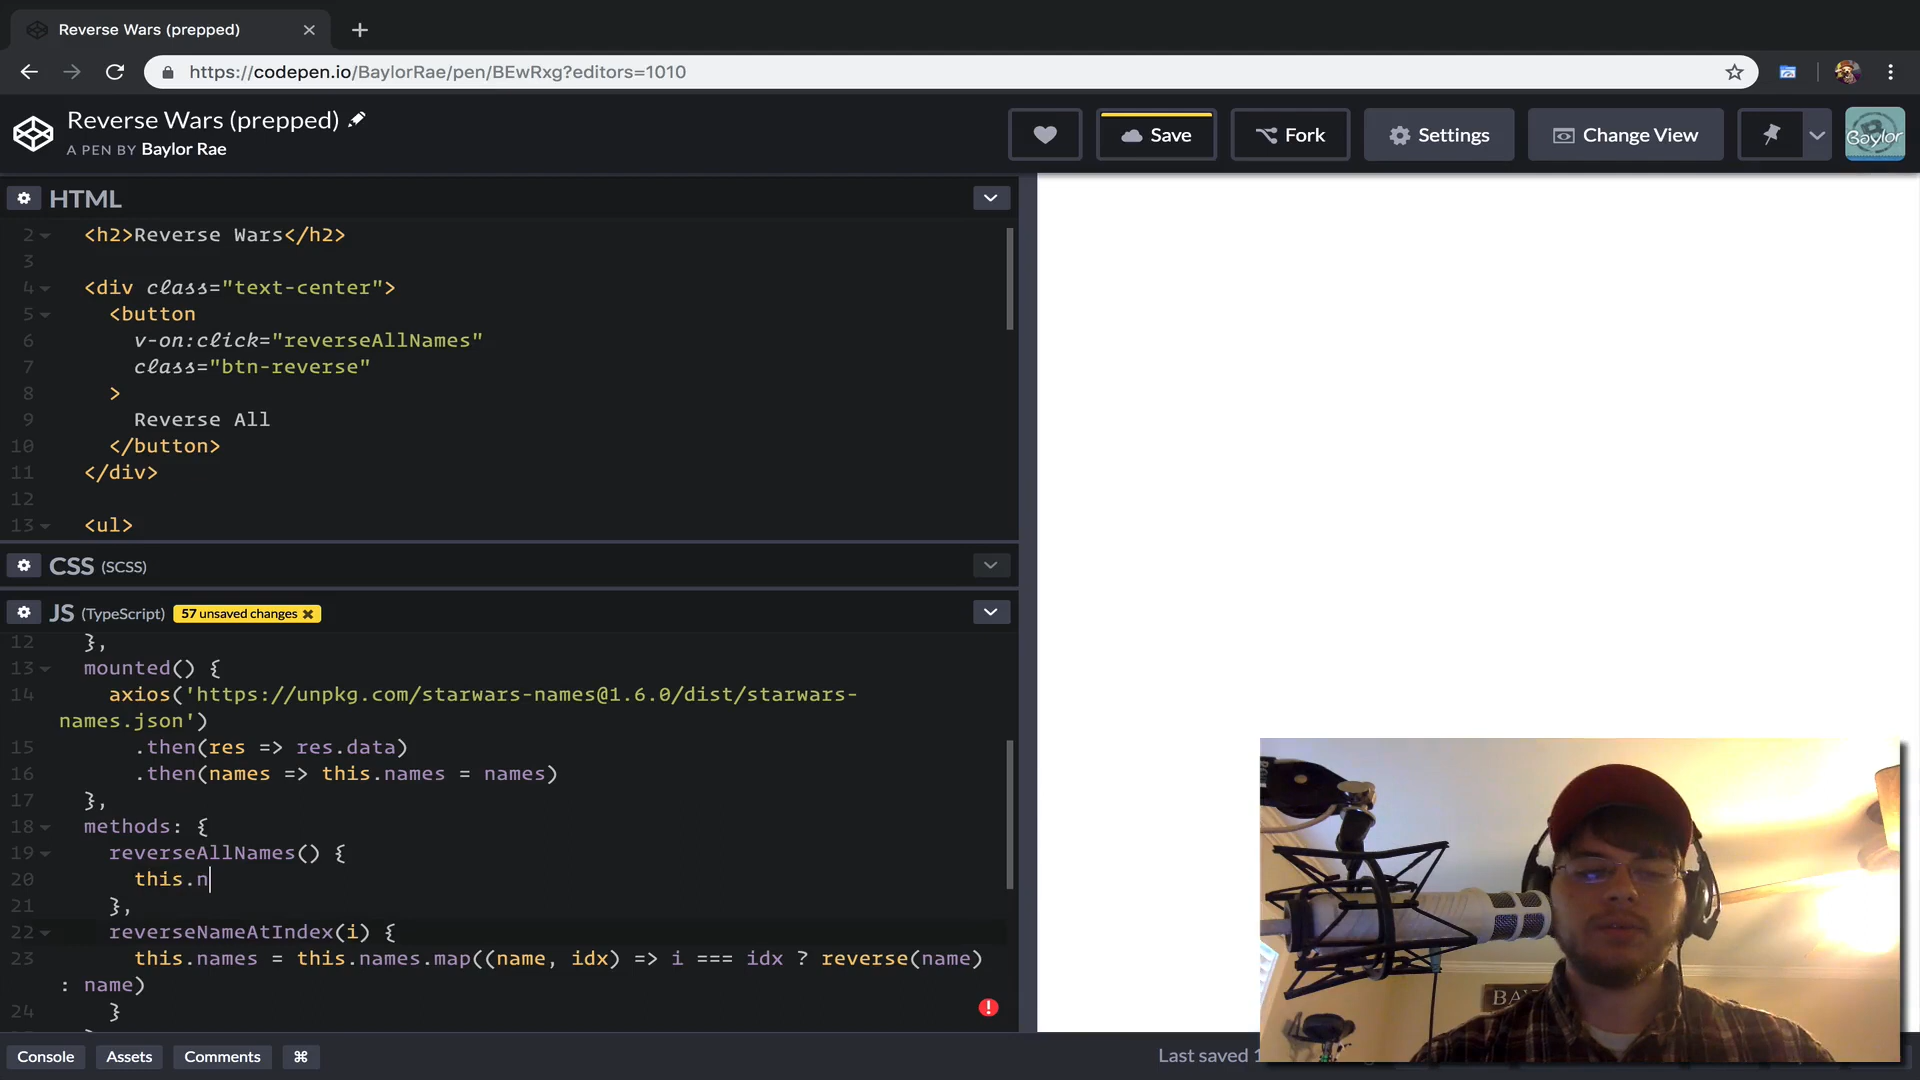 Reverse Wars (prepped)
https://codepen.io/BaylorRae/pen/BEwRxg?editors=1010
Reverse Wars (prepped)
A PEN BY Baylor Rae
Save
Fork
Settings
Change View
Baylor
HTML
2 <h2>Reverse Wars</h2>
3
4 <div class="text-center">
5 <button
6 v-on:click="reverseAllNames"
7 class="btn-reverse"
8 >
9 Reverse All
10 </button>
11 </div>
12
13 <ul>
CSS (SCSS)
JS (TypeScript) 57 unsaved changes ×
12 },
13 mounted() {
14 axios('https://unpkg.com/starwars-names@1.6.0/dist/starwars-
names.json')
15 .then(res => res.data)
16 .then(names => this.names = names)
17 },
18 methods: {
19 reverseAllNames() {
20 this.n
21 },
22 reverseNameAtIndex(i) {
23 this.names = this.names.map((name, idx) => i === idx ? reverse(name)
: name)
24 }
Console
Assets
Comments
⌘
Last saved